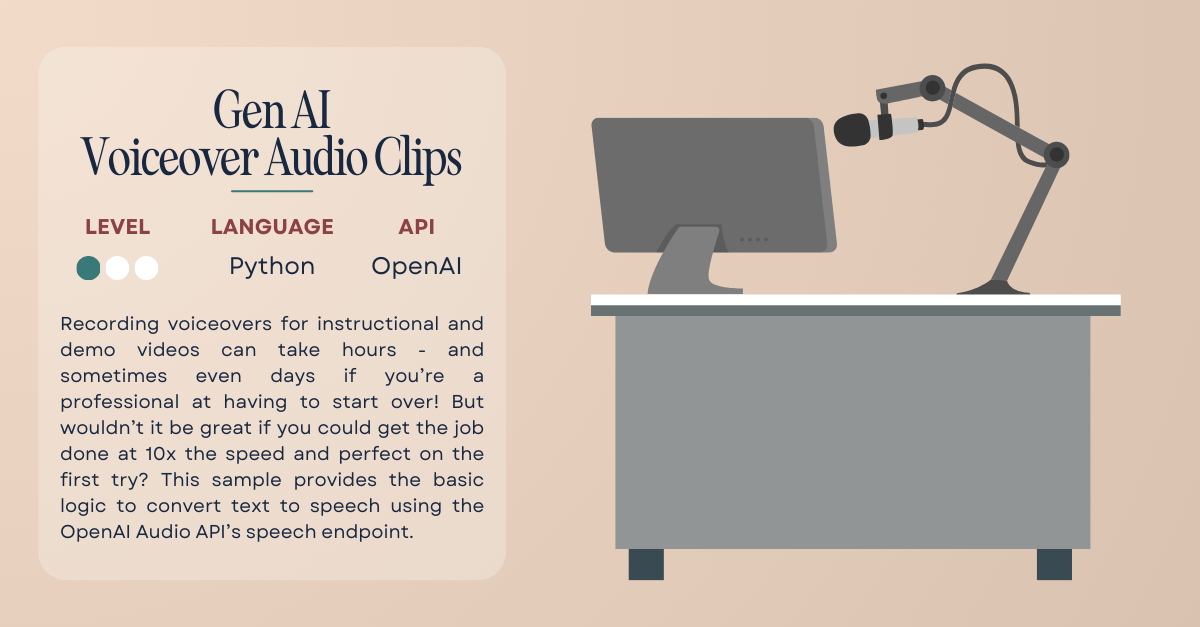 Gen AI
Voiceover Audio Clips
LEVEL LANGUAGE API
Python OpenAI
Recording voiceovers for instructional and
demo videos can take hours - and
sometimes even days if you’re a
professional at having to start over! But
wouldn’t it be great if you could get the job
done at 10x the speed and perfect on the
first try? This sample provides the basic
logic to convert text to speech using the
OpenAI Audio API’s speech endpoint.